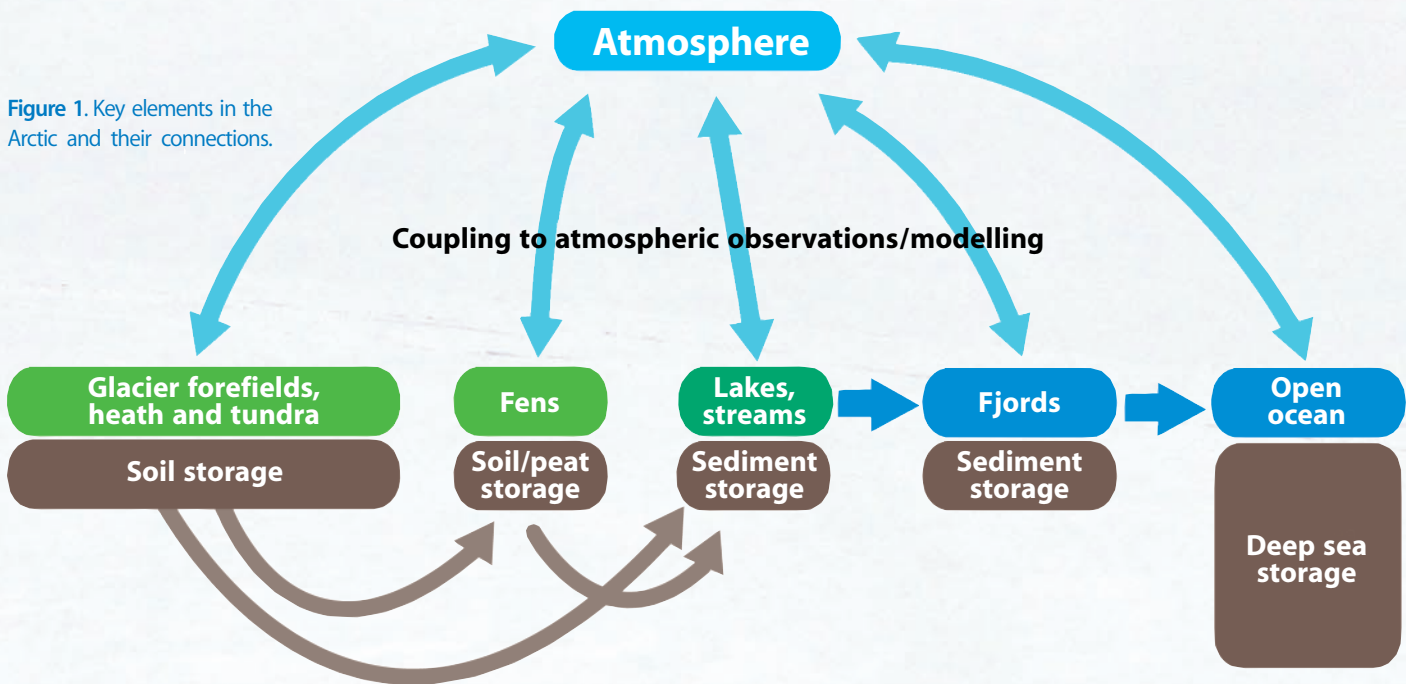 Atmosphere
Figure 1. Key elements in the
Arctic and their connections.
Coupling to atmospheric observations/modelling
Glacier forefields,
heath and tundra
Fens
Lakes,
streams
Fjords
Open
ocean
Soil storage
Soil/peat
storage
Sediment
storage
Sediment
storage
Deep sea
storage